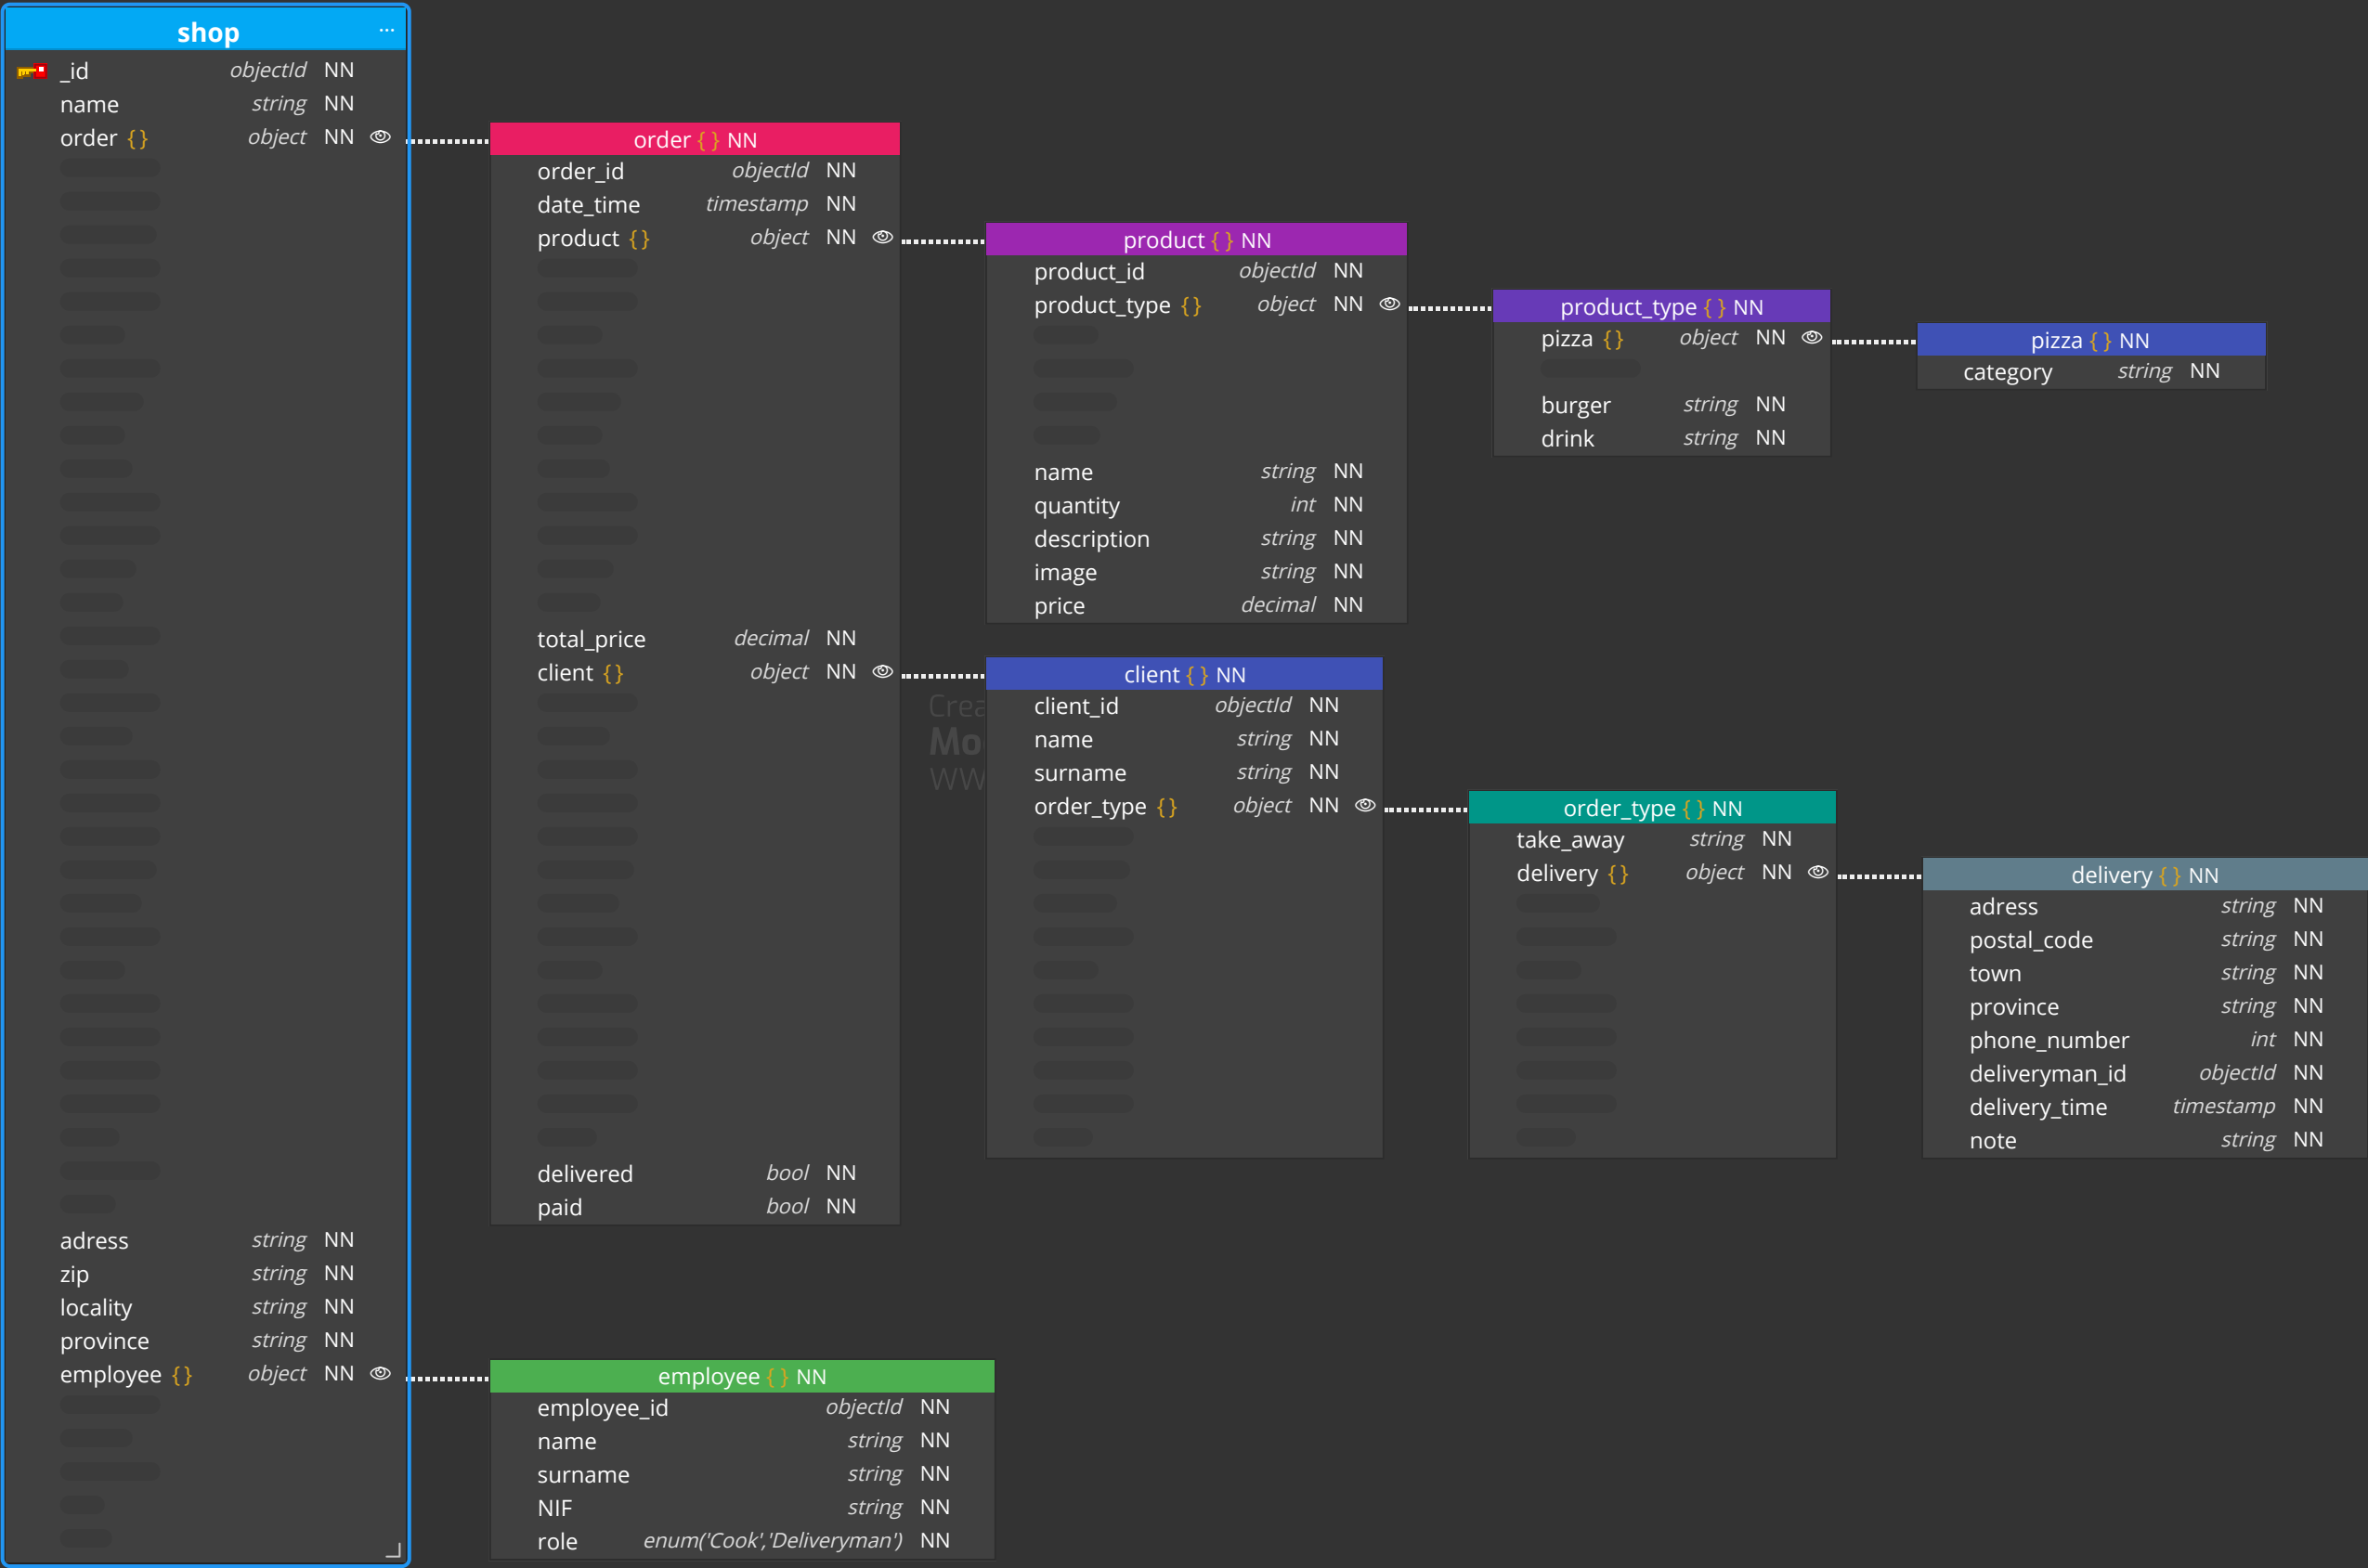 shop ...
_id objectId NN
name string NN
order {} object NN
adress string NN
zip string NN
locality string NN
province string NN
employee {} object NN
order {} NN
order_id objectId NN
date_time timestamp NN
product {} object NN
total_price decimal NN
client {} object NN
delivered bool NN
paid bool NN
product {} NN
product_id objectId NN
product_type {} object NN
name string NN
quantity int NN
description string NN
image string NN
price decimal NN
product_type {} NN
pizza {} object NN
burger string NN
drink string NN
pizza {} NN
category string NN
client {} NN
client_id objectId NN
name string NN
surname string NN
order_type {} object NN
order_type {} NN
take_away string NN
delivery {} object NN
delivery {} NN
adress string NN
postal_code string NN
town string NN
province string NN
phone_number int NN
deliveryman_id objectId NN
delivery_time timestamp NN
note string NN
employee {} NN
employee_id objectId NN
name string NN
surname string NN
NIF string NN
role enum('Cook','Deliveryman') NN